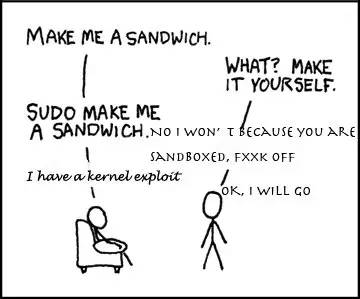 MAKE ME A SANDWICH.
WHAT? MAKE
IT YOURSELF.
SUDO MAKE ME
A SANDWICH.
NO I WON' T BECAUSE YOU ARE
SANDBOXED, FXXK OFF
I have a kernel exploit
OK, I WILL GO